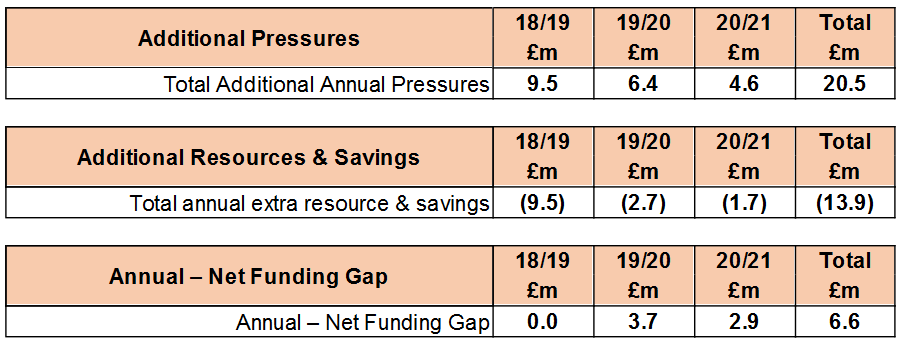 Additional Pressures 18/19 19/20 20/21 Total
£m £m £m £m
Total Additional Annual Pressures 9.5 6.4 4.6 20.5
Additional Resources & Savings 18/19 19/20 20/21 Total
£m £m £m £m
Total annual extra resource & savings (9.5) (2.7) (1.7) (13.9)
Annual – Net Funding Gap 18/19 19/20 20/21 Total
£m £m £m £m
Annual – Net Funding Gap 0.0 3.7 2.9 6.6